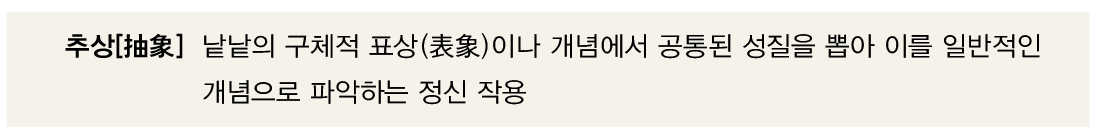 추상[抽象] 낱낱의 구체적 표상(表象)이나 개념에서 공통된 성질을 뽑아 이를 일반적인
개념으로 파악하는 정신 작용